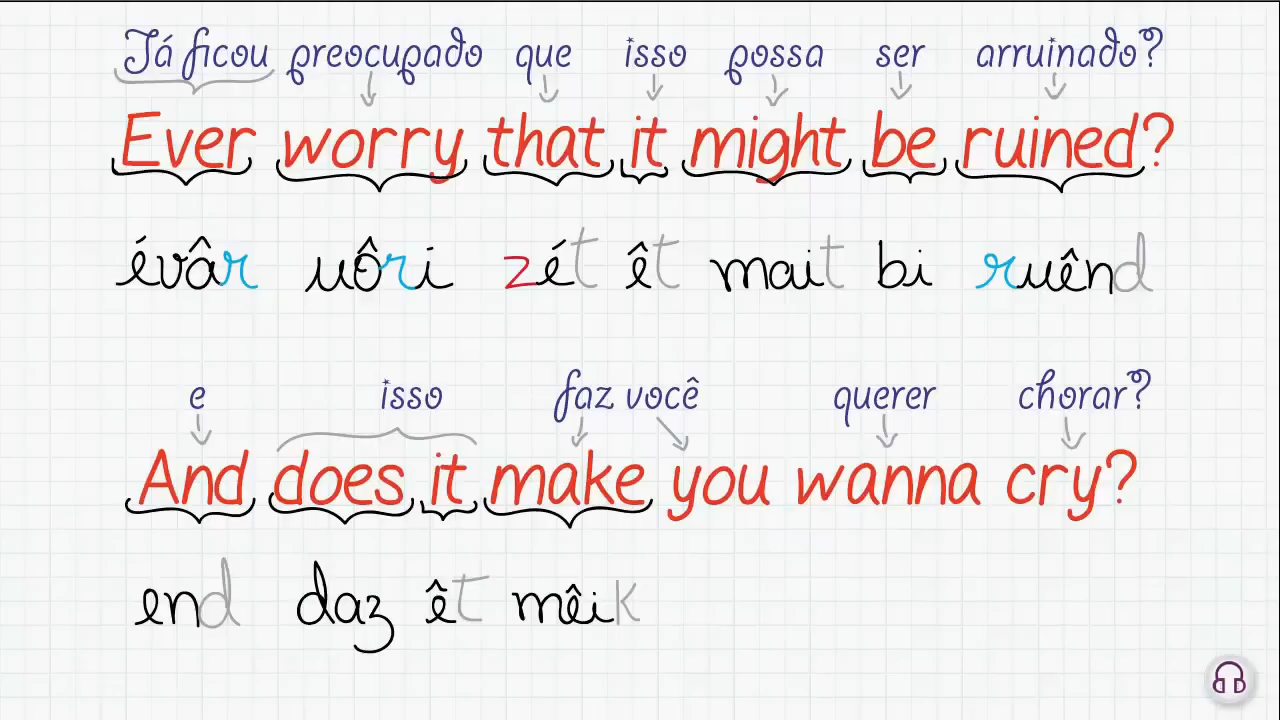 Já ficou preocupado que isso possa ser arruinado?
Ever worry that it might be ruined?
évâr uôri zét êt mait bi ruênd
e isso faz você querer chorar?
And does it make you wanna cry?
end daz êt mêik